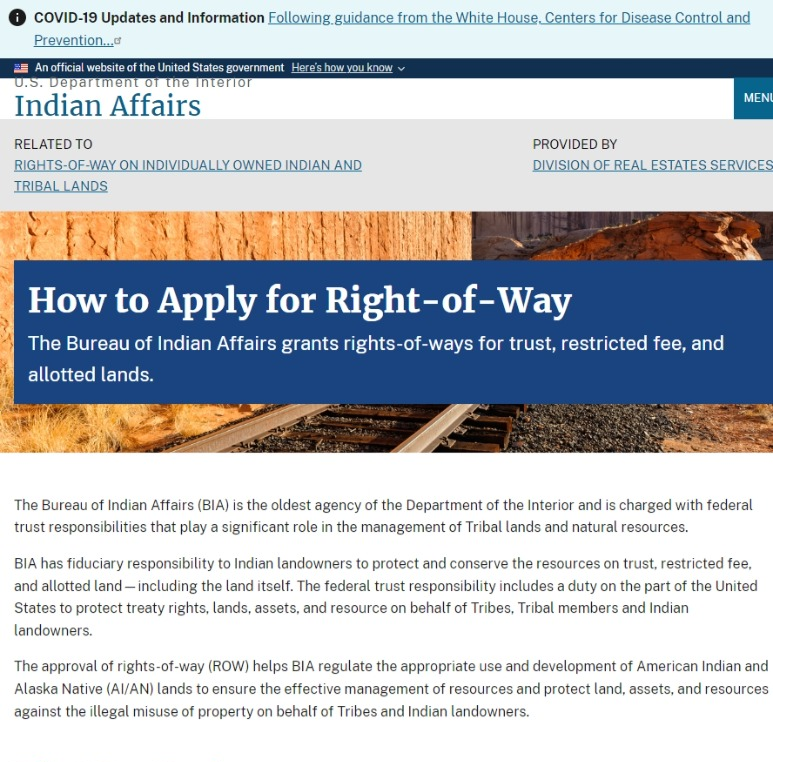 COVID-19 Updates and Information Following guidance from the White House, Centers for Disease Control and
Prevention...
An official website of the United States government Here's how you know
U.S. Department of the Interior
Indian Affairs
MENU
RELATED TO
RIGHTS-OF-WAY ON INDIVIDUALLY OWNED INDIAN AND
TRIBAL LANDS
PROVIDED BY
DIVISION OF REAL ESTATES SERVICES
How to Apply for Right-of-Way
The Bureau of Indian Affairs grants rights-of-ways for trust, restricted fee, and
allotted lands.
The Bureau of Indian Affairs (BIA) is the oldest agency of the Department of the Interior and is charged with federal
trust responsibilities that play a significant role in the management of Tribal lands and natural resources.
BIA has fiduciary responsibility to Indian landowners to protect and conserve the resources on trust, restricted fee,
and allotted land—including the land itself. The federal trust responsibility includes a duty on the part of the United
States to protect treaty rights, lands, assets, and resource on behalf of Tribes, Tribal members and Indian
landowners.
The approval of rights-of-way (ROW) helps BIA regulate the appropriate use and development of American Indian and
Alaska Native (AI/AN) lands to ensure the effective management of resources and protect land, assets, and resources
against the illegal misuse of property on behalf of Tribes and Indian landowners.